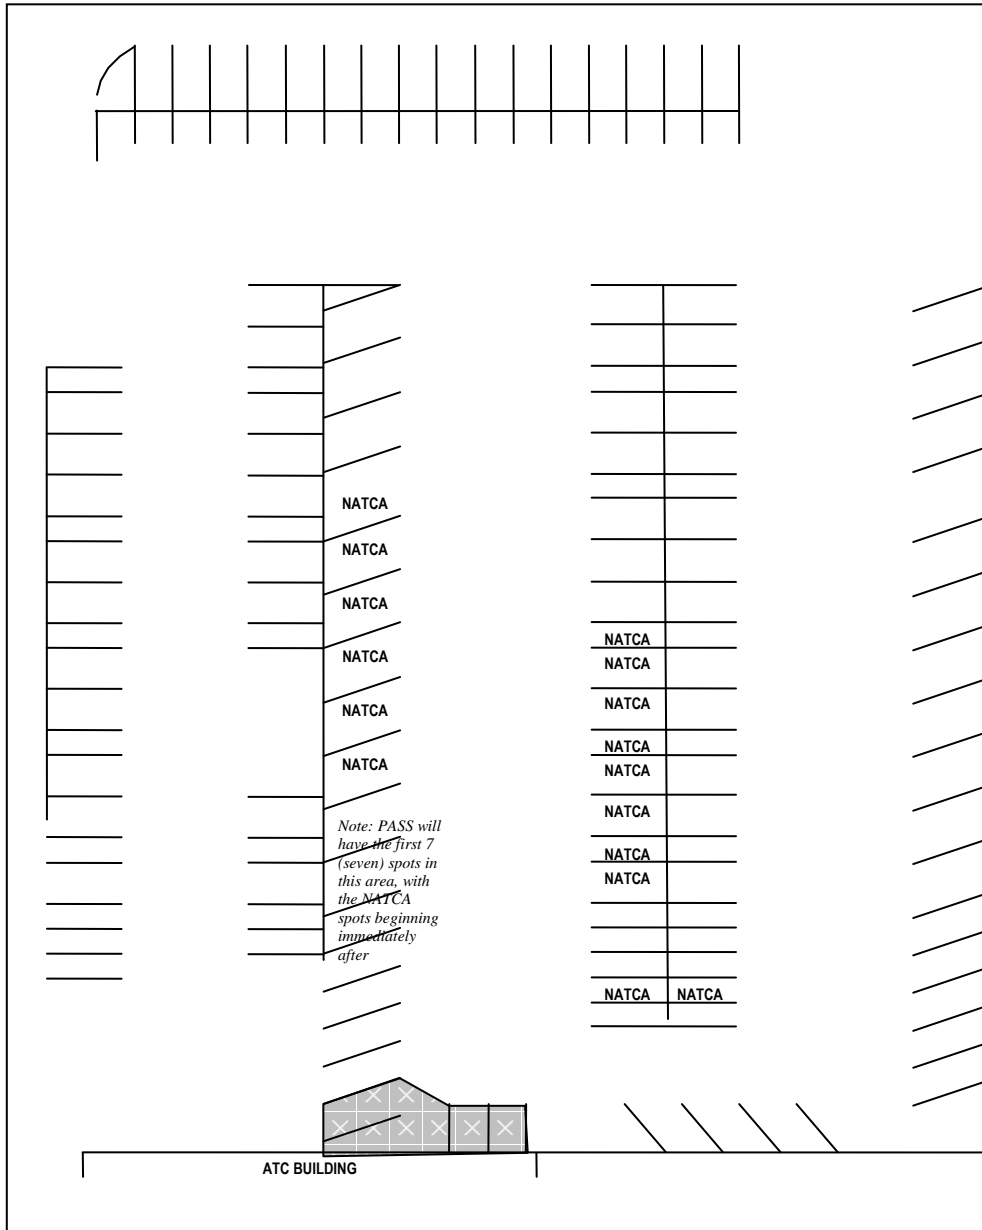 NATCA
NATCA
NATCA
NATCA
NATCA
NATCA
NATCA
NATCA
NATCA
NATCA
NATCA
NATCA
NATCA
NATCA
Note: PASS will
have the first 7
(seven) spots in
this area, with
the NATCA
spots beginning
immediately
after
NATCA NATCA
ATC BUILDING